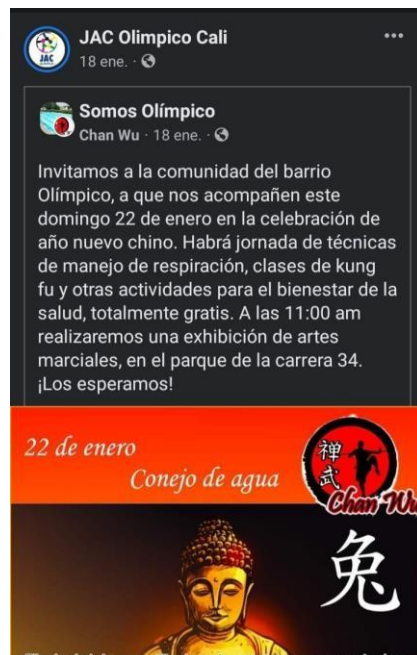 JAC Olimpico Cali
18 ene. ·
JAC
Somos Olímpico
Chan Wu · 18 ene. ·
Invitamos a la comunidad del barrio
Olímpico, a que nos acompañen este
domingo 22 de enero en la celebración de
año nuevo chino. Habrá jornada de técnicas
de manejo de respiración, clases de kung
fu y otras actividades para el bienestar de la
salud, totalmente gratis. A las 11:00 am
realizaremos una exhibición de artes
marciales, en el parque de la carrera 34.
¡Los esperamos!
22 de enero
Conejo de agua
禅
武
Chan Wu
兔